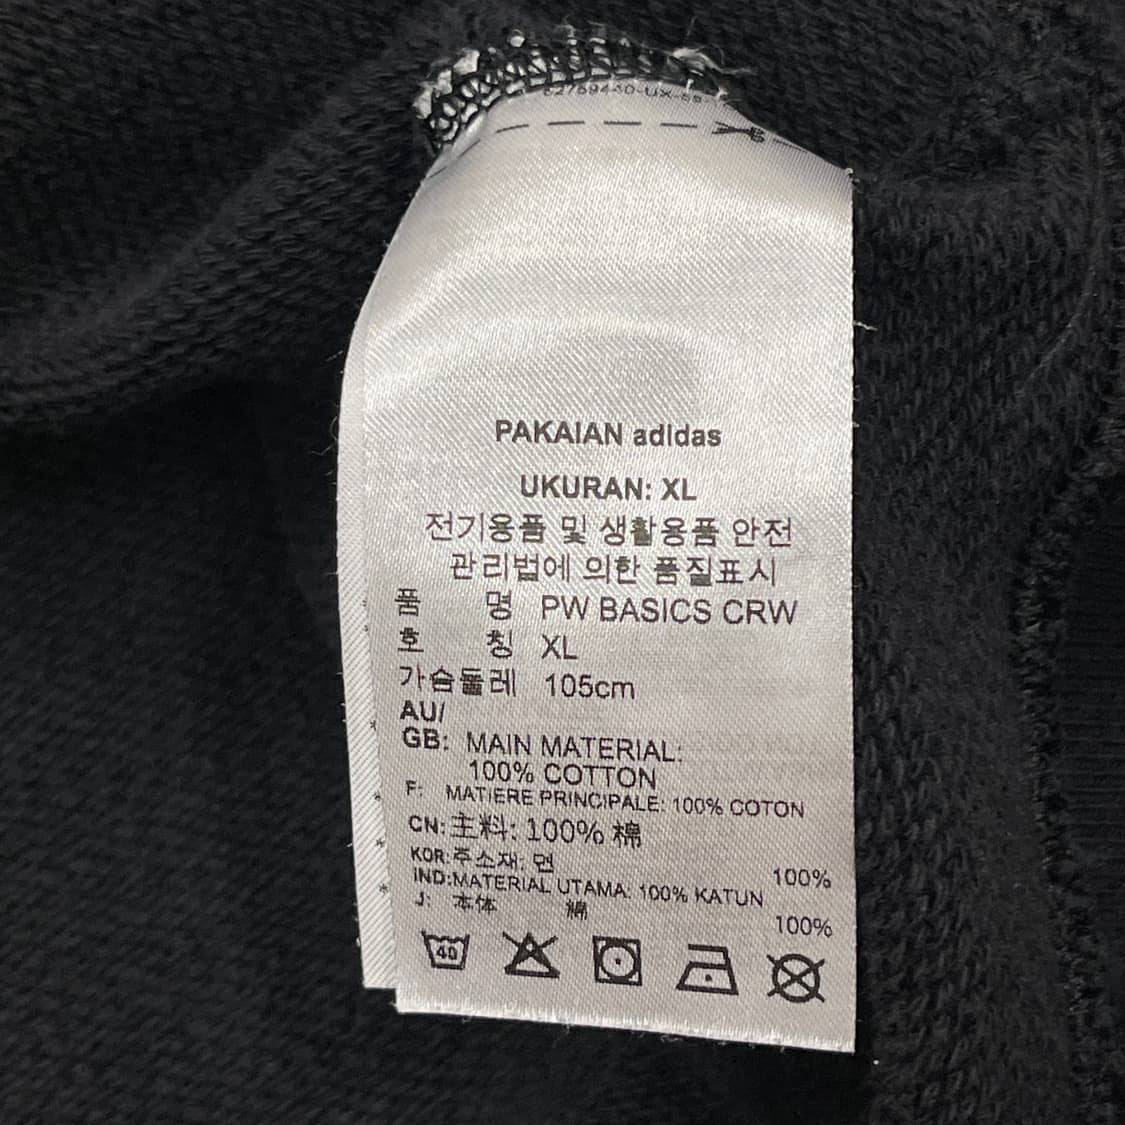 PAKAIAN adidas
UKURAN: XL
전기용품 및 생활용품 안전
관리법에 의한 품질표시
품 명 PW BASICS CRW
호 칭 XL
가슴둘레 105cm
AU/
GB: MAIN MATERIAL:
100% COTTON
F: MATIERE PRINCIPALE: 100% COTON
CN: 主料: 100% 棉
KOR: 주소재: 면 100%
IND: MATERIAL UTAMA: 100% KATUN
J: 本体 綿 100%
40